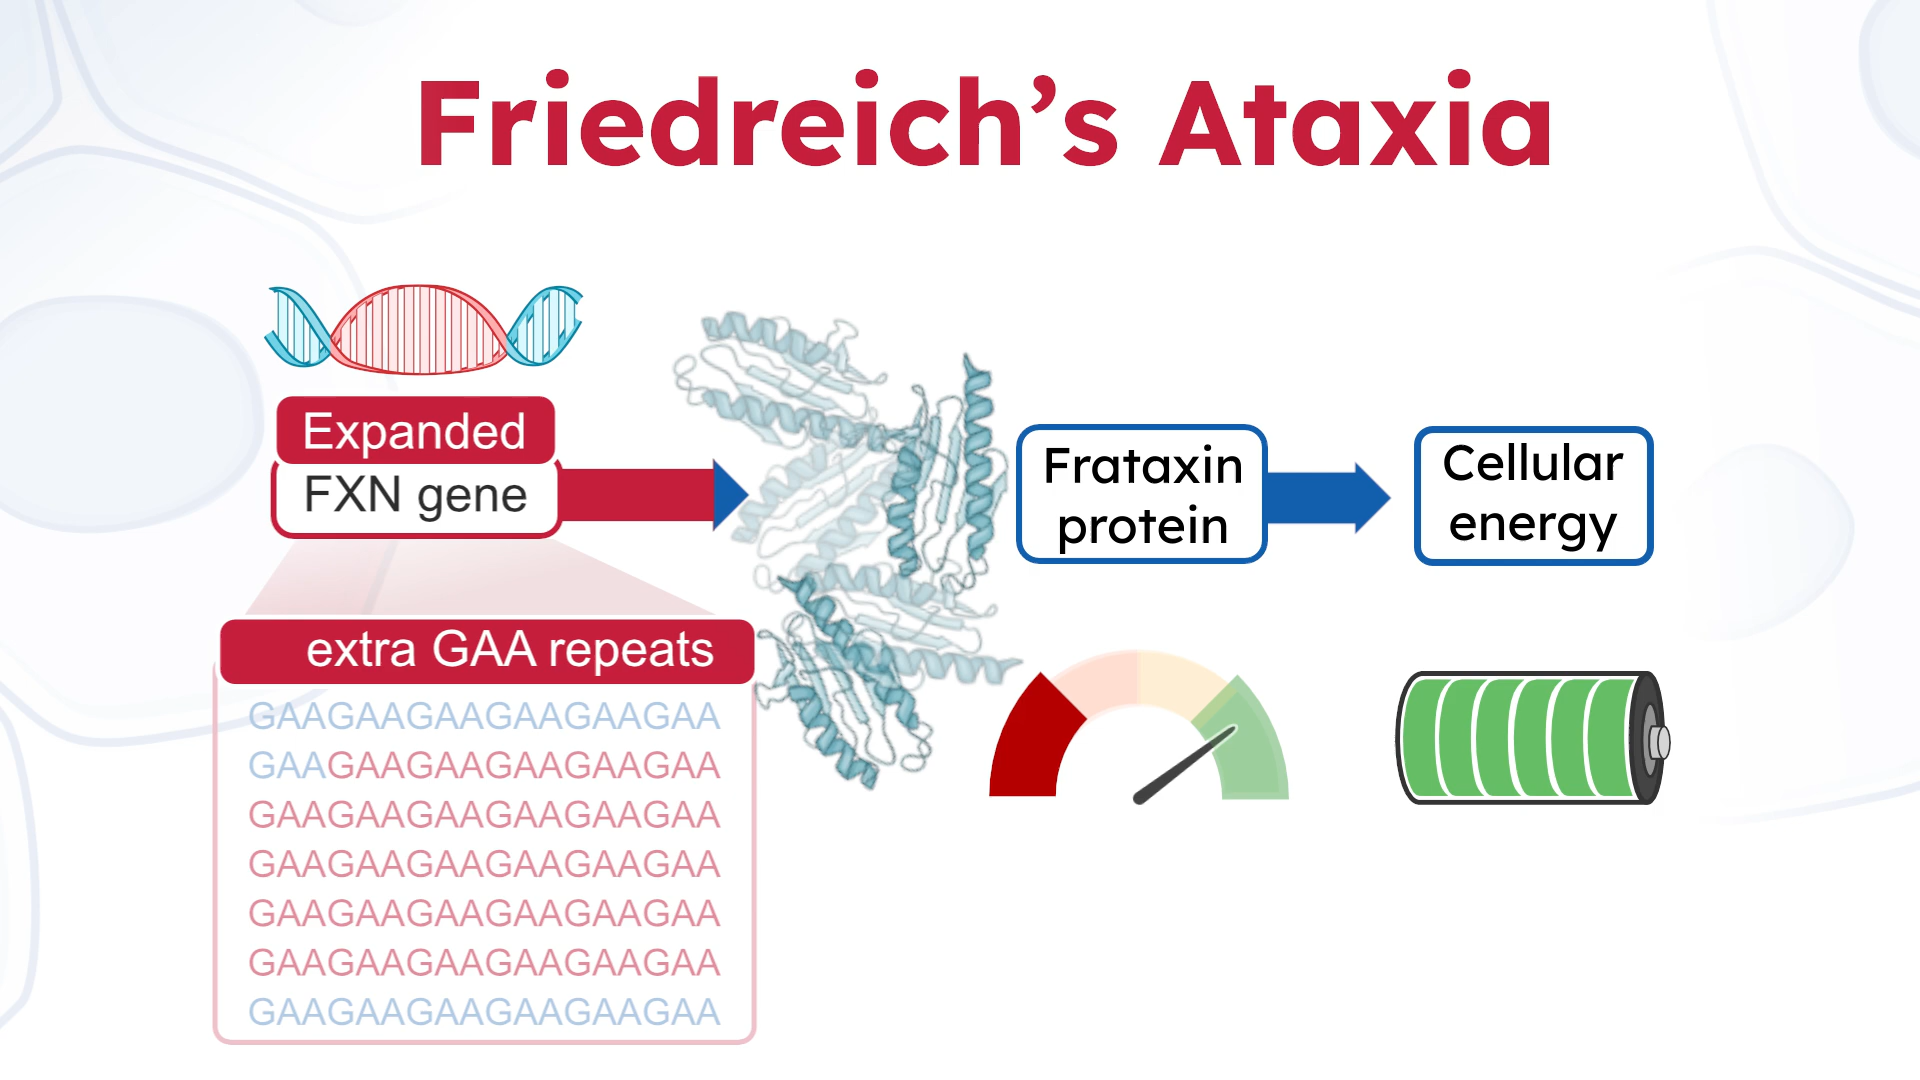 Friedreich’s Ataxia
Expanded
FXN gene
Frataxin
protein
Cellular
energy
extra GAA repeats
GAAGAAGAAGAAGAAGAA
GAAGAAGAAGAAGAAGAA
GAAGAAGAAGAAGAAGAA
GAAGAAGAAGAAGAAGAA
GAAGAAGAAGAAGAAGAA
GAAGAAGAAGAAGAAGAA
GAAGAAGAAGAAGAAGAA